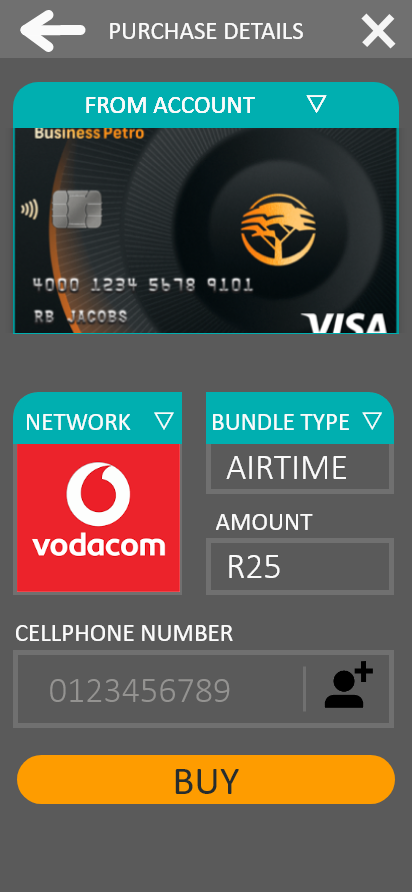 PURCHASE DETAILS
FROM ACCOUNT
Business Petro
4000 1234 5678 9101
RB JACOBS
VISA
NETWORK
BUNDLE TYPE
vodacom
AIRTIME
AMOUNT
R25
CELLPHONE NUMBER
0123456789
BUY